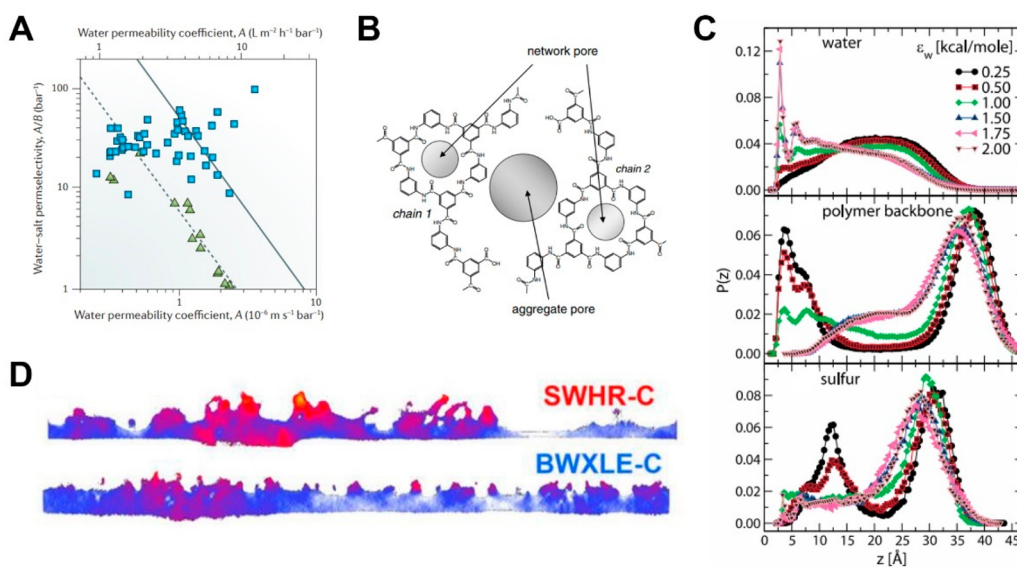 A
Water permeability coefficient, A (L m⁻² h⁻¹ bar⁻¹)
1 10
Water–salt permselectivity, A/B (bar⁻¹)
100
10
1
0.1 1 10
Water permeability coefficient, A (10⁻⁶ m s⁻¹ bar⁻¹)
B
network pore
chain 1
chain 2
aggregate pore
C
water
εw [kcal/mole]
0.25
0.50
1.00
1.50
1.75
2.00
0.12
0.08
0.04
0.00
polymer backbone
P(z)
0.06
0.04
0.02
0.00
sulfur
0.08
0.06
0.04
0.02
0.00
0 5 10 15 20 25 30 35 40 45
z [Å]
D
SWHR-C
BWXLE-C